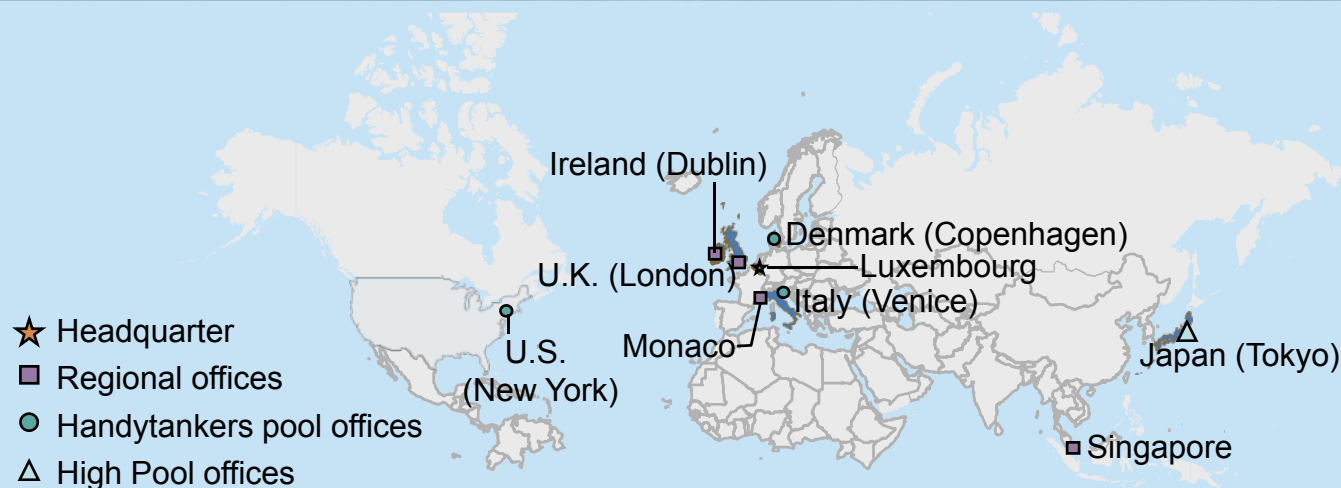 Ireland (Dublin)
Denmark (Copenhagen)
U.K. (London)
Luxembourg
Italy (Venice)
Headquarter
Monaco
U.S.
(New York)
Japan (Tokyo)
Regional offices
Handytankers pool offices
Singapore
High Pool offices